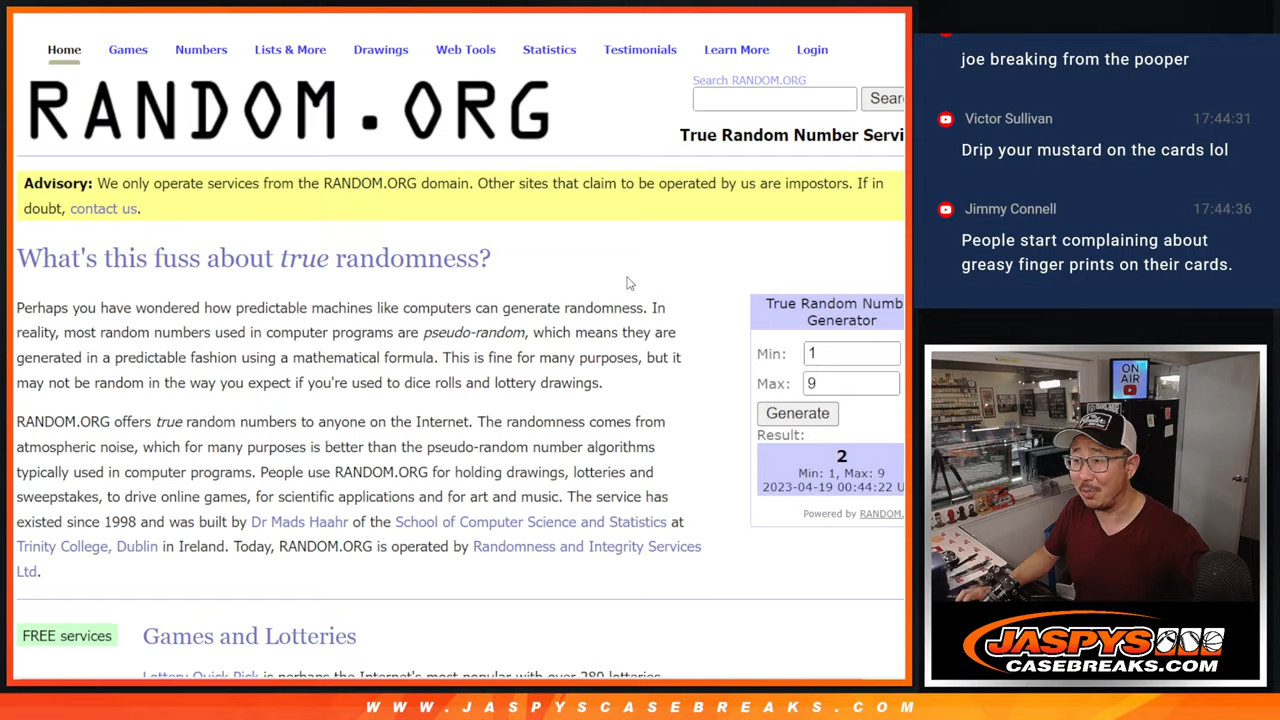 Home Games Numbers Lists & More Drawings Web Tools Statistics Testimonials Learn More Login
RANDOM.ORG
Search RANDOM.ORG
Sear
True Random Number Servi
Advisory: We only operate services from the RANDOM.ORG domain. Other sites that claim to be operated by us are impostors. If in
doubt, contact us.
What's this fuss about true randomness?
Perhaps you have wondered how predictable machines like computers can generate randomness. In
reality, most random numbers used in computer programs are pseudo-random, which means they are
generated in a predictable fashion using a mathematical formula. This is fine for many purposes, but it
may not be random in the way you expect if you're used to dice rolls and lottery drawings.
RANDOM.ORG offers true random numbers to anyone on the Internet. The randomness comes from
atmospheric noise, which for many purposes is better than the pseudo-random number algorithms
typically used in computer programs. People use RANDOM.ORG for holding drawings, lotteries and
sweepstakes, to drive online games, for scientific applications and for art and music. The service has
existed since 1998 and was built by Dr Mads Haahr of the School of Computer Science and Statistics at
Trinity College, Dublin in Ireland. Today, RANDOM.ORG is operated by Randomness and Integrity Services
Ltd.
True Random Numb
Generator
Min: 1
Max: 9
Generate
Result:
2
Min: 1, Max: 9
2023-04-19 00:44:22 U
Powered by RANDOM.
FREE services
Games and Lotteries
Lottery Quick Pick is perhaps the Internet's most popular with over 280 lotteries
joe breaking from the pooper
Victor Sullivan 17:44:31
Drip your mustard on the cards lol
Jimmy Connell 17:44:36
People start complaining about
greasy finger prints on their cards.
ON
AIR
JASPYS
CASEBREAKS.COM
WWW.JASPYSCASEBREAKS.COM